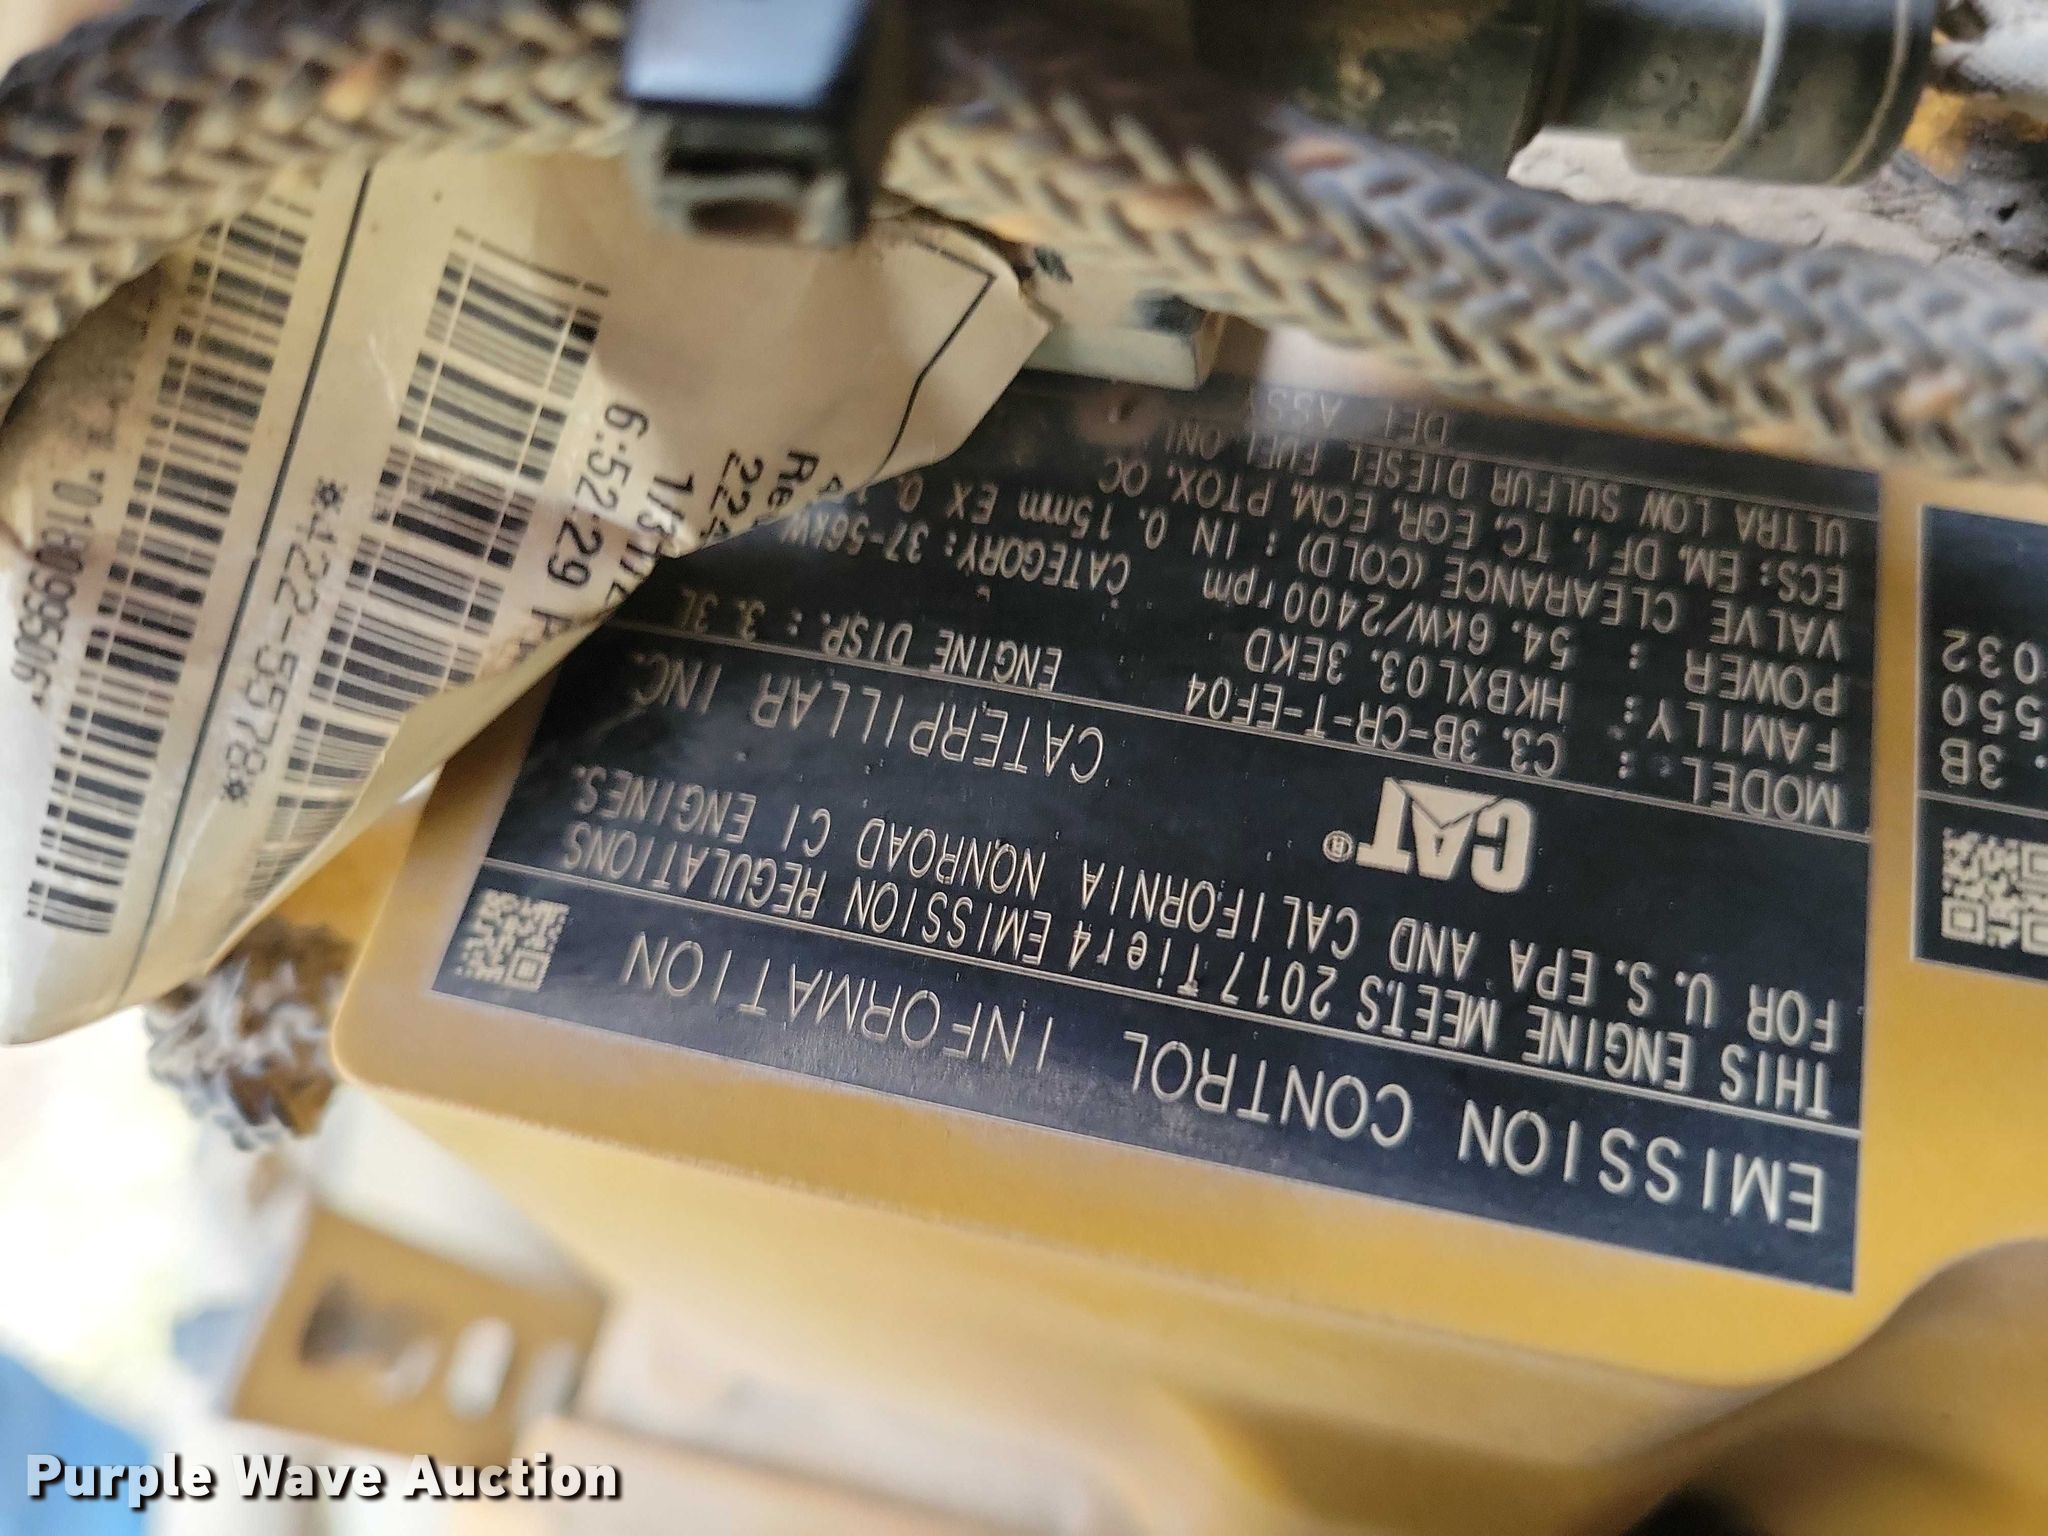 EMISSION CONTROL INFORMATION
THIS ENGINE MEETS 2017 Tier4 EMISSION REGULATIONS
FOR U.S. EPA AND CALIFORNIA NONROAD CI ENGINES.
CAT® CATERPILLAR INC.
MODEL : C3.3B-CR-T-EF04 ENGINE DISP.: 3.3L
FAMILY : HKBXL03.3EKD CATEGORY: 37-56kW
POWER : 54.6kW/2400rpm
VALVE CLEARANCE (COLD) : IN 0.15mm EX 0.
ECS: EM, DFI, TC, EGR, ECM, PTOX, OC
ULTRA LOW SULFUR DIESEL FUEL ONL
3B
550
032
6:52:29
*422-5578*
Purple Wave Auction